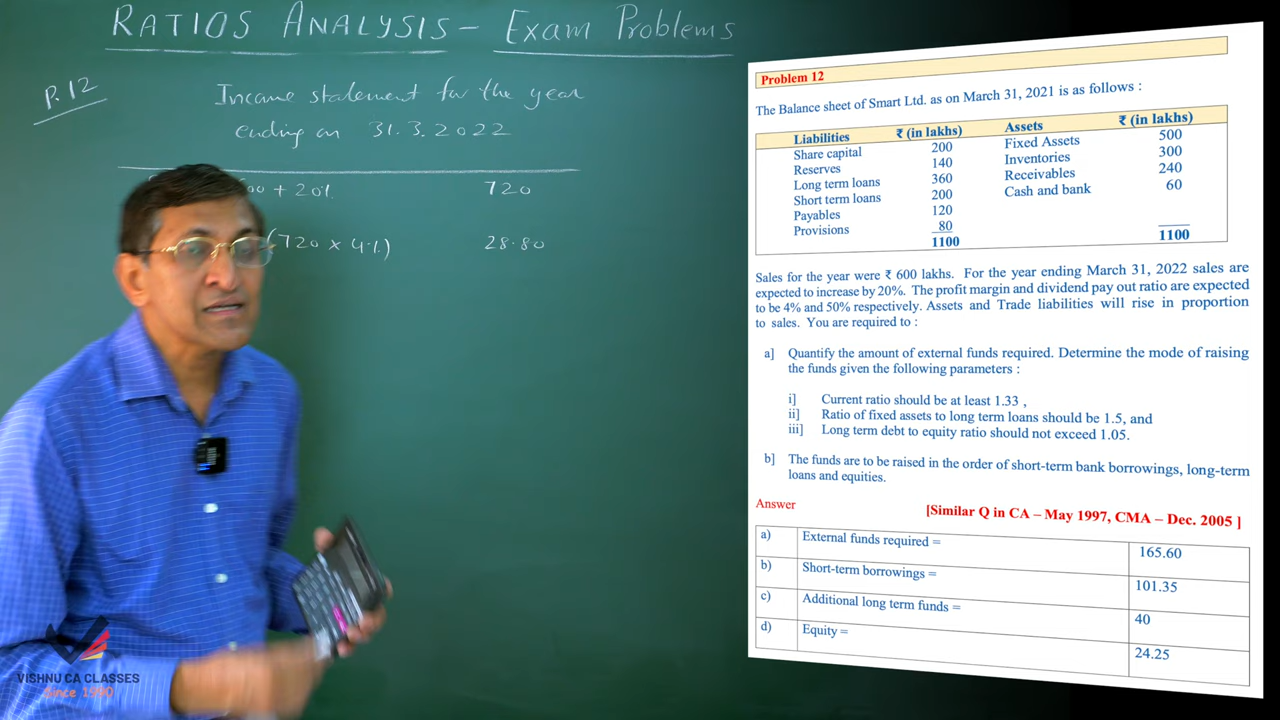 RATIOS ANALYSIS - Exam Problems
P.12
Income statement for the year
ending on 31.3.2022
+ 20% 720
(720 x 4%) 28.80
VISHNU CA CLASSES
Since 1990
Problem 12
The Balance sheet of Smart Ltd. as on March 31, 2021 is as follows :
Liabilities ₹ (in lakhs) Assets ₹ (in lakhs)
Share capital 200 Fixed Assets 500
Reserves 140 Inventories 300
Long term loans 360 Receivables 240
Short term loans 200 Cash and bank 60
Payables 120
Provisions 80
1100 1100
Sales for the year were ₹ 600 lakhs. For the year ending March 31, 2022 sales are
expected to increase by 20%. The profit margin and dividend pay out ratio are expected
to be 4% and 50% respectively. Assets and Trade liabilities will rise in proportion
to sales. You are required to :
a] Quantify the amount of external funds required. Determine the mode of raising
the funds given the following parameters :
i] Current ratio should be at least 1.33 ,
ii] Ratio of fixed assets to long term loans should be 1.5, and
iii] Long term debt to equity ratio should not exceed 1.05.
b] The funds are to be raised in the order of short-term bank borrowings, long-term
loans and equities.
Answer [Similar Q in CA – May 1997, CMA – Dec. 2005 ]
a) External funds required = 165.60
b) Short-term borrowings = 101.35
c) Additional long term funds = 40
d) Equity = 24.25